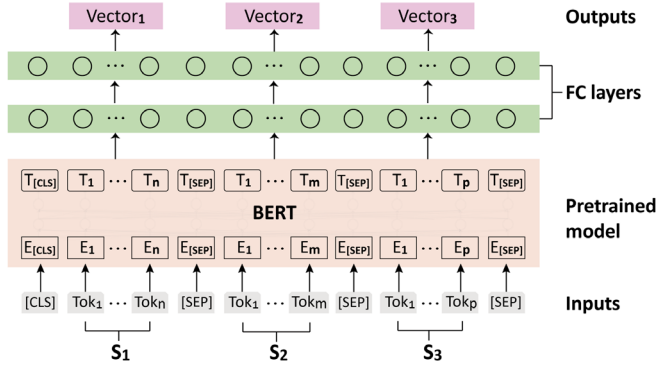 Vector1 Vector2 Vector3 Outputs
... ... ...
FC layers
... ... ...
T[CLS] T1 ... Tn T[SEP] T1 ... Tm T[SEP] T1 ... Tp T[SEP]
BERT
Pretrained
model
E[CLS] E1 ... En E[SEP] E1 ... Em E[SEP] E1 ... Ep E[SEP]
[CLS] Tok1 ... Tokn [SEP] Tok1 ... Tokm [SEP] Tok1 ... Tokp [SEP] Inputs
S1 S2 S3